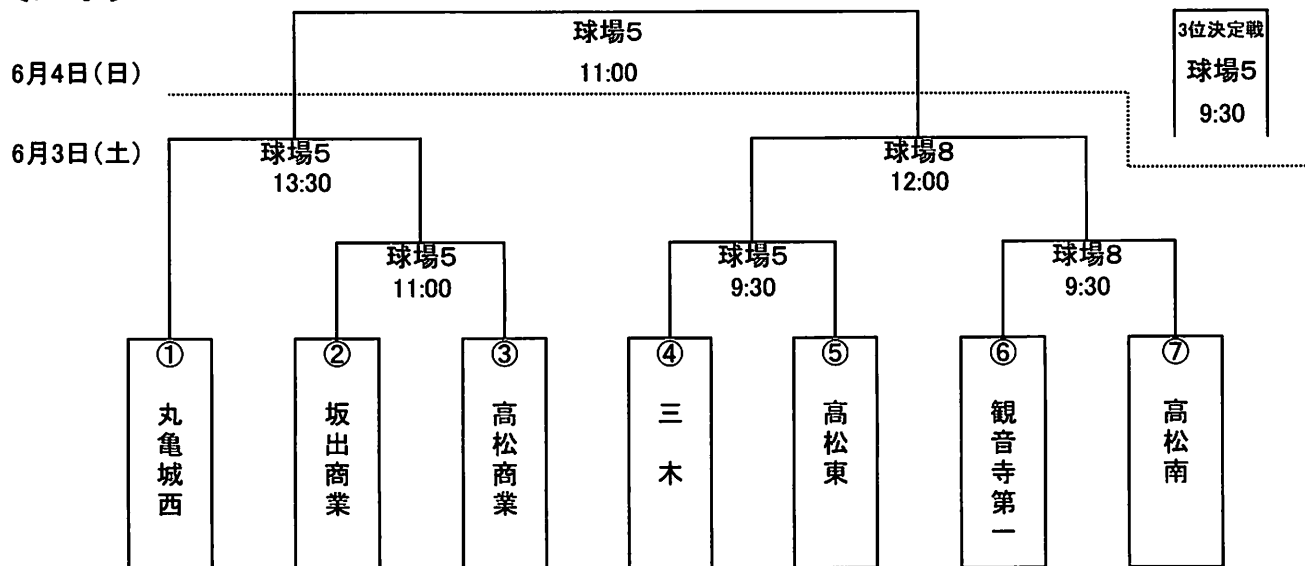 球場5
3位決定戦
6月4日(日)
11:00
球場5
9:30
6月3日(土)
球場5
13:30
球場8
12:00
球場5
11:00
球場5
9:30
球場8
9:30
①
②
③
④
⑤
⑥
⑦
丸亀城西
坂出商業
高松商業
三木
高松東
観音寺第一
高松南